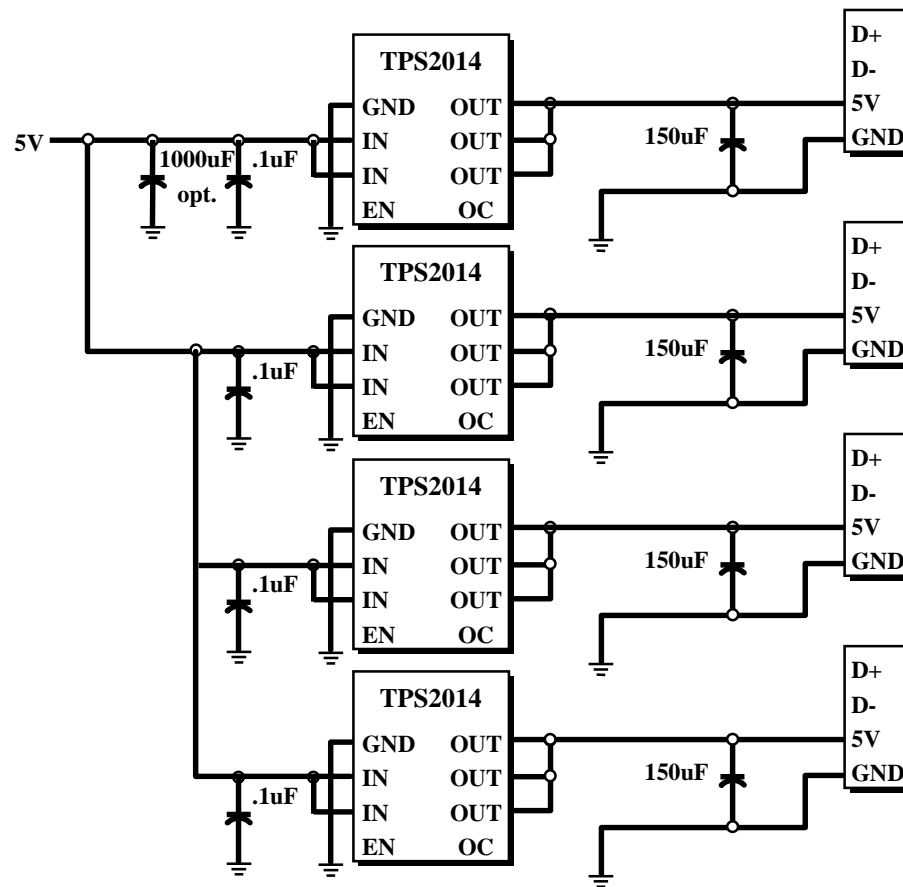 TPS2014
GND OUT
IN OUT
IN OUT
EN OC
5V
1000uF
opt.
.1uF
150uF
D+
D-
5V
GND
TPS2014
GND OUT
IN OUT
IN OUT
EN OC
.1uF
150uF
D+
D-
5V
GND
TPS2014
GND OUT
IN OUT
IN OUT
EN OC
.1uF
150uF
D+
D-
5V
GND
TPS2014
GND OUT
IN OUT
IN OUT
EN OC
.1uF
150uF
D+
D-
5V
GND